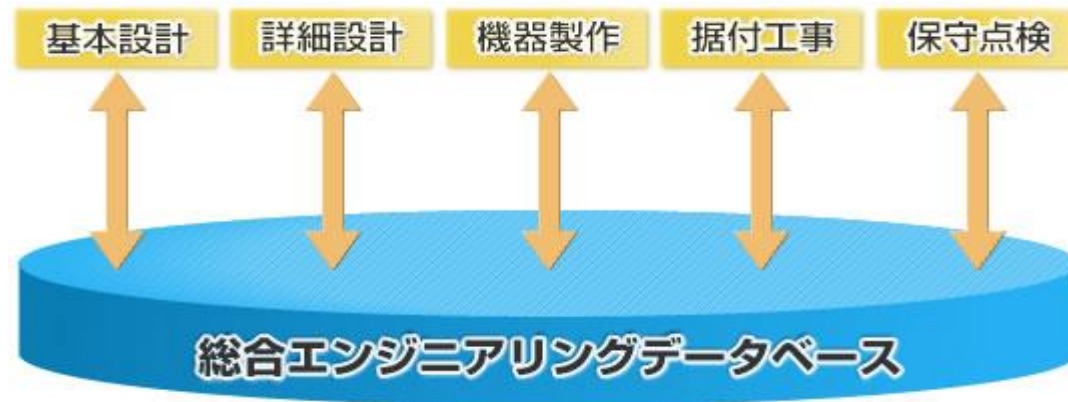 基本設計
詳細設計
機器製作
据付工事
保守点検
総合エンジニアリングデータベース